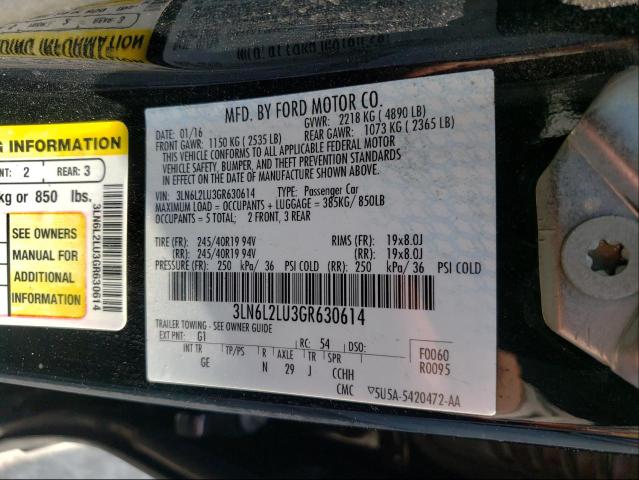 MFD. BY FORD MOTOR CO.
DATE: 01/16 GVWR: 2218 KG ( 4890 LB)
FRONT GAWR: 1150 KG ( 2535 LB) REAR GAWR: 1073 KG ( 2365 LB)
THIS VEHICLE CONFORMS TO ALL APPLICABLE FEDERAL MOTOR
VEHICLE SAFETY, BUMPER, AND THEFT PREVENTION STANDARDS
IN EFFECT ON THE DATE OF MANUFACTURE SHOWN ABOVE.
VIN: 3LN6L2LU3GR630614 TYPE: Passenger Car
MAXIMUM LOAD = OCCUPANTS + LUGGAGE = 385KG/ 850LB
OCCUPANTS = 5 TOTAL; 2 FRONT, 3 REAR
TIRE (FR): 245/40R19 94V RIMS (FR): 19x8.0J
(RR): 245/40R19 94V (RR): 19x8.0J
PRESSURE (FR): 250 kPa/ 36 PSI COLD (RR): 250 kPa/ 36 PSI COLD
3LN6L2LU3GR630614
TRAILER TOWING - SEE OWNER GUIDE
EXT PNT: G1 RC: 54 DSO:
INT TR TP/PS R AXLE TR SPR
GE N 29 J CCHH
F0060
R0095
CMC 5U5A-5420472-AA
G INFORMATION
NT 2 REAR: 3
kg or 850 lbs.
SEE OWNERS
MANUAL FOR
ADDITIONAL
INFORMATION
3LN6L2LU3GR630614